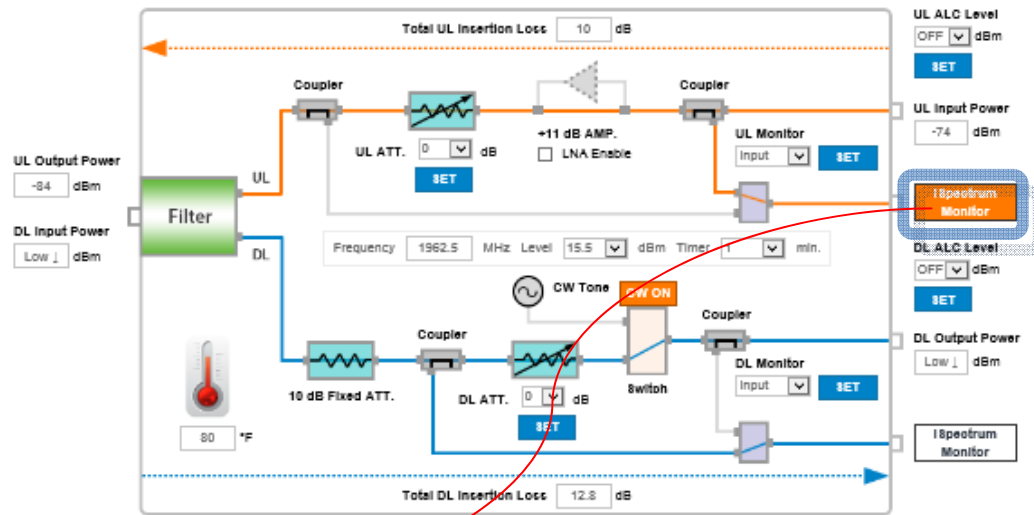 Total UL Insertion Loss 10 dB
UL ALC Level
OFF dBm
SET
Coupler
Coupler
UL Input Power
-74 dBm
+11 dB AMP.
LNA Enable
UL ATT. 0 dB
SET
UL Monitor
Input SET
UL Output Power
-84 dBm
UL
Filter
DL
DL Input Power
Low ↓ dBm
ISpectrum
Monitor
Frequency 1962.5 MHz Level 15.5 dBm Timer 1 min.
DL ALC Level
OFF dBm
SET
CW Tone
CW ON
Coupler
Coupler
DL Output Power
Low ↓ dBm
10 dB Fixed ATT.
DL ATT. 0 dB
SET
Switch
DL Monitor
Input SET
80 °F
ISpectrum
Monitor
Total DL Insertion Loss 12.8 dB